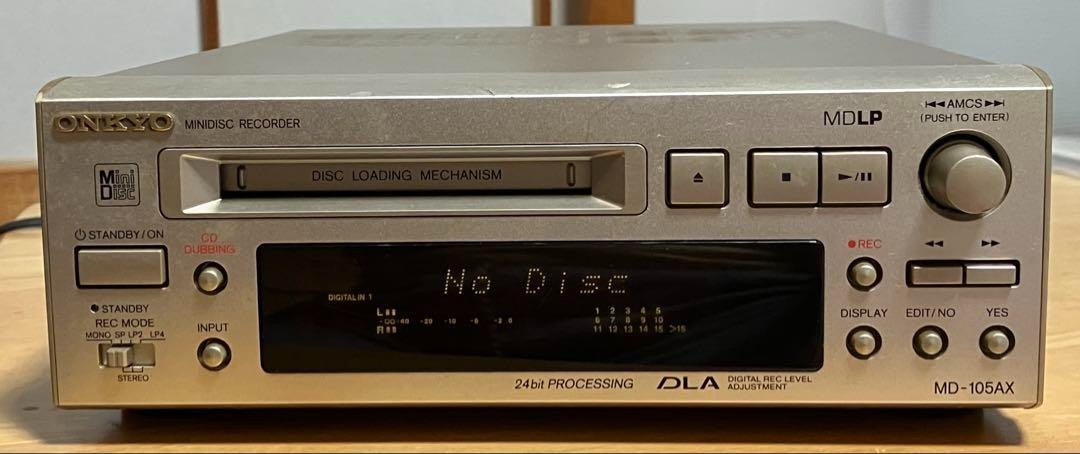 ONKYO MINIDISC RECORDER
MDLP
AMCS
(PUSH TO ENTER)
Mini
Disc
DISC LOADING MECHANISM
STANDBY/ON
CD
DUBBING
REC
No Disc
DIGITAL IN 1
L
-∞ -60 -20 -10 -6 -2 0
R
1 2 3 4 5
6 7 8 9 10
11 12 13 14 15 >15
STANDBY
REC MODE
MONO SP LP2 LP4
STEREO
INPUT
DISPLAY EDIT/NO YES
24bit PROCESSING
DLA DIGITAL REC LEVEL
ADJUSTMENT
MD-105AX